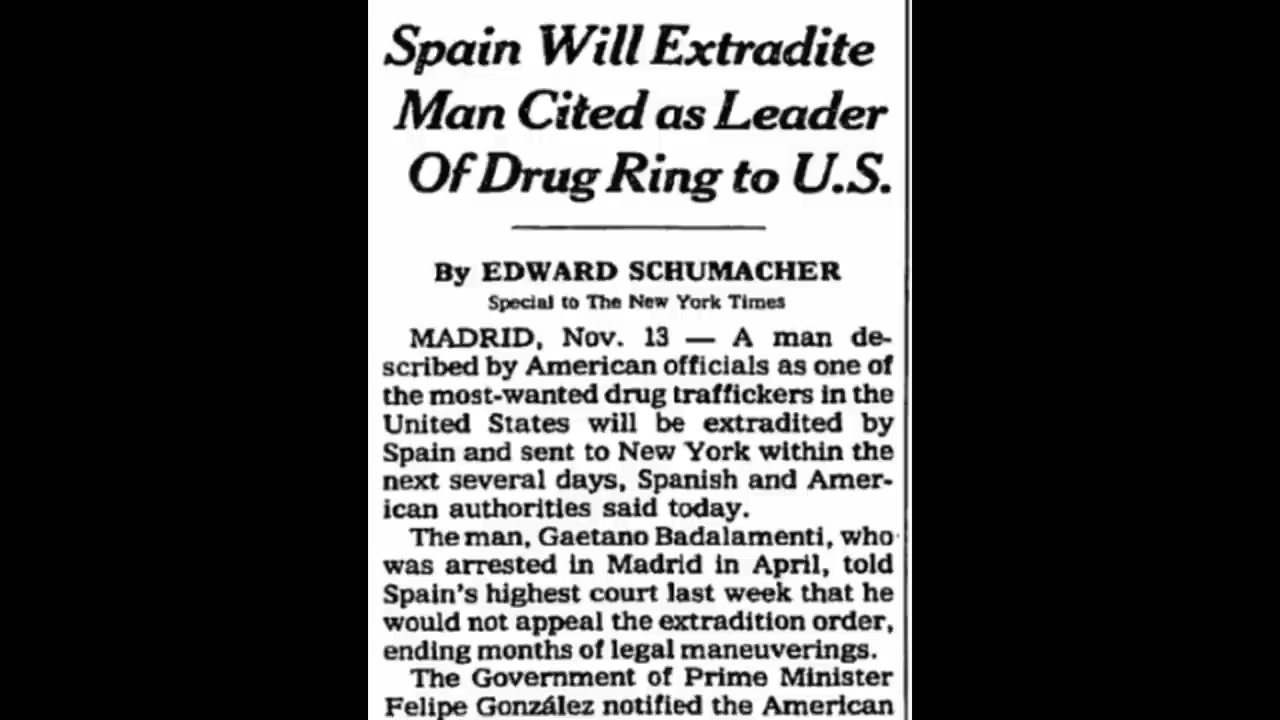 Spain Will Extradite
Man Cited as Leader
Of Drug Ring to U.S.
By EDWARD SCHUMACHER
Special to The New York Times
MADRID, Nov. 13 — A man de-
scribed by American officials as one of
the most-wanted drug traffickers in the
United States will be extradited by
Spain and sent to New York within the
next several days, Spanish and Amer-
ican authorities said today.
The man, Gaetano Badalamenti, who
was arrested in Madrid in April, told
Spain's highest court last week that he
would not appeal the extradition order,
ending months of legal maneuverings.
The Government of Prime Minister
Felipe González notified the American